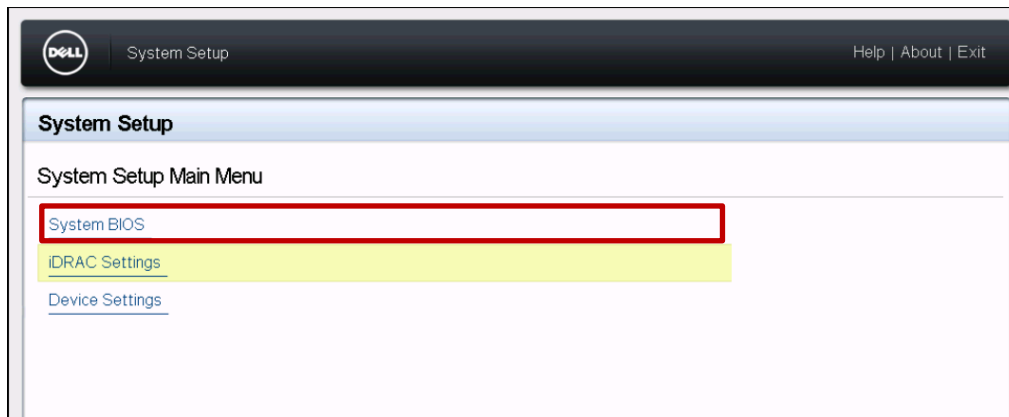 DELL System Setup Help | About | Exit
System Setup
System Setup Main Menu
System BIOS
iDRAC Settings
Device Settings